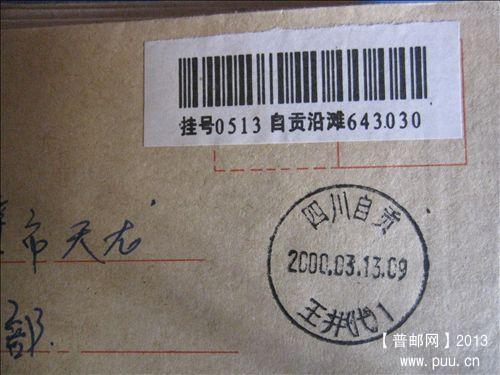 挂号0513 自贡沿滩643030
四川自贡
2000.03.13.09
王井(代)1
市天龙
部
【普邮网】2013
www.puu.cn